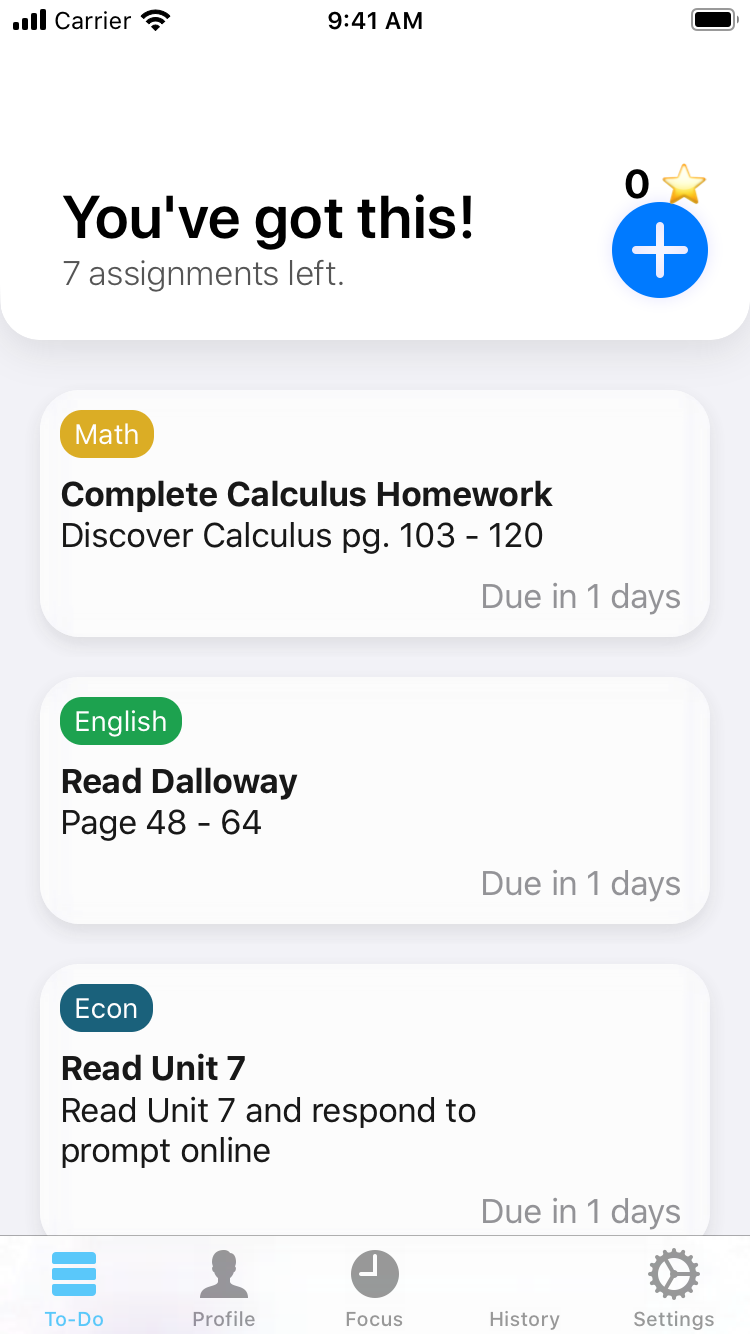 Carrier 9:41 AM
0
You've got this!
7 assignments left.
Math
Complete Calculus Homework
Discover Calculus pg. 103 - 120
Due in 1 days
English
Read Dalloway
Page 48 - 64
Due in 1 days
Econ
Read Unit 7
Read Unit 7 and respond to
prompt online
Due in 1 days
To-Do Profile Focus History Settings